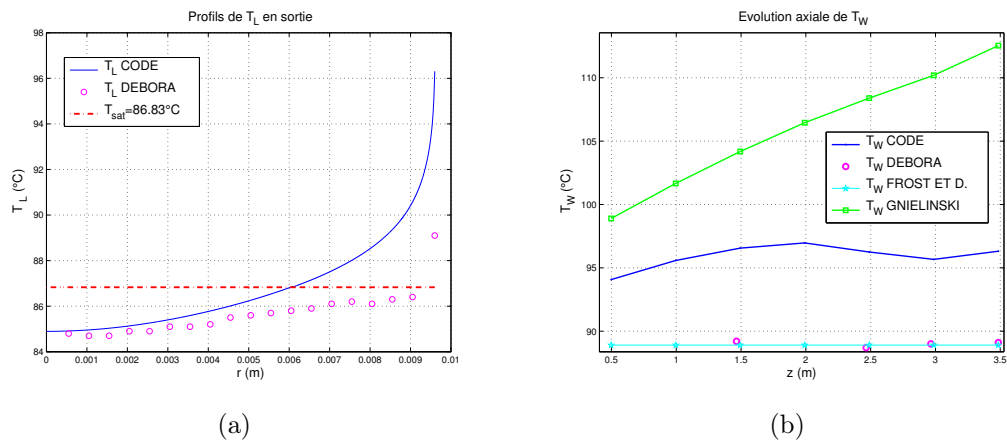 Profils de T_L en sortie
98
96
94
92
90
88
86
84
T_L (°C)
T_L CODE
T_L DEBORA
T_sat=86.83°C
0 0.001 0.002 0.003 0.004 0.005 0.006 0.007 0.008 0.009 0.01
r (m)
(a)
Evolution axiale de T_W
110
105
100
95
90
T_W (°C)
T_W CODE
T_W DEBORA
T_W FROST ET D.
T_W GNIELINSKI
0.5 1 1.5 2 2.5 3 3.5
z (m)
(b)